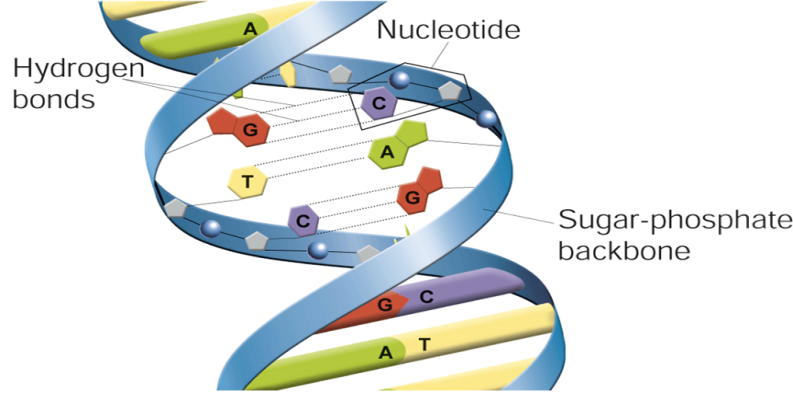 A
Nucleotide
Hydrogen
bonds
C
G
A
T
G
C
Sugar-phosphate
backbone
G C
A T